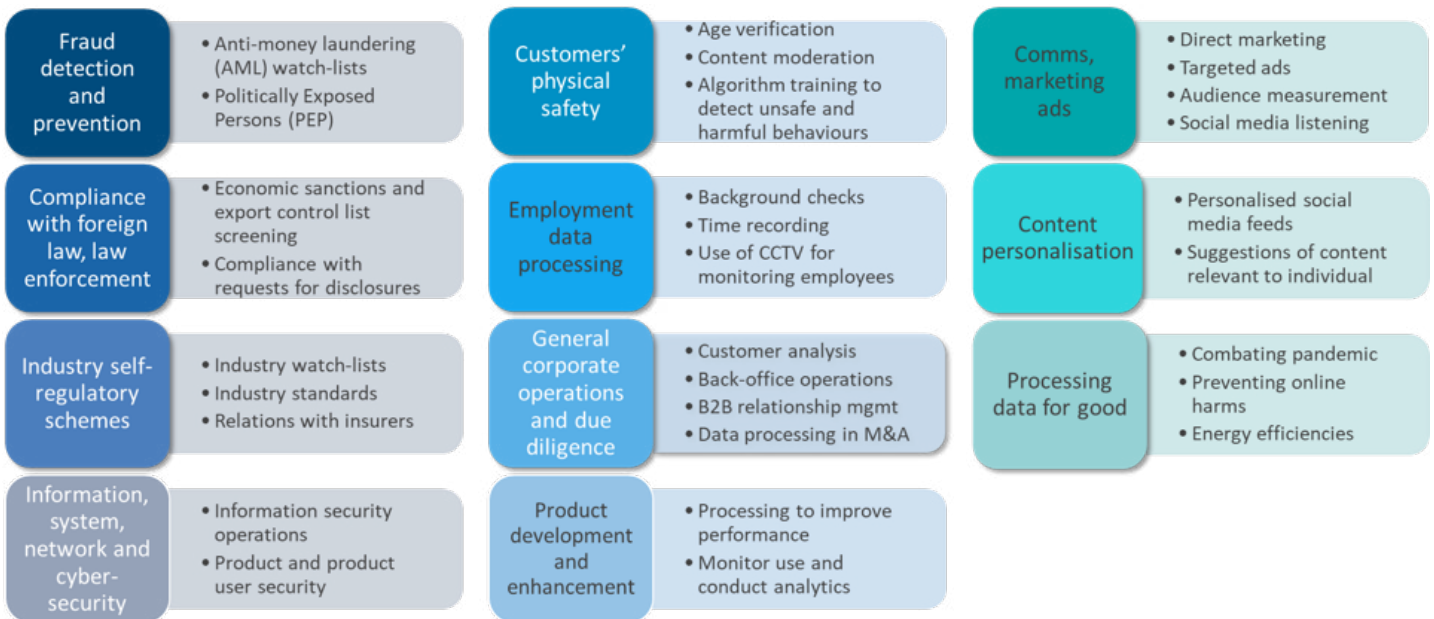 Fraud
detection
and
prevention
• Anti-money laundering
(AML) watch-lists
• Politically Exposed
Persons (PEP)
Compliance
with foreign
law, law
enforcement
• Economic sanctions and
export control list
screening
• Compliance with
requests for disclosures
Industry self-
regulatory
schemes
• Industry watch-lists
• Industry standards
• Relations with insurers
Information,
system,
network and
cyber-
security
• Information security
operations
• Product and product
user security
Customers’
physical
safety
• Age verification
• Content moderation
• Algorithm training to
detect unsafe and
harmful behaviours
Employment
data
processing
• Background checks
• Time recording
• Use of CCTV for
monitoring employees
General
corporate
operations
and due
diligence
• Customer analysis
• Back-office operations
• B2B relationship mgmt
• Data processing in M&A
Product
development
and
enhancement
• Processing to improve
performance
• Monitor use and
conduct analytics
Comms,
marketing
ads
• Direct marketing
• Targeted ads
• Audience measurement
• Social media listening
Content
personalisation
• Personalised social
media feeds
• Suggestions of content
relevant to individual
Processing
data for good
• Combating pandemic
• Preventing online
harms
• Energy efficiencies